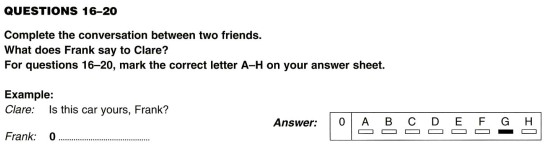 QUESTIONS 16–20
Complete the conversation between two friends.
What does Frank say to Clare?
For questions 16–20, mark the correct letter A–H on your answer sheet.
Example:
Clare: Is this car yours, Frank?
Answer: 0 A B C D E F G H
Frank: 0 ........................................